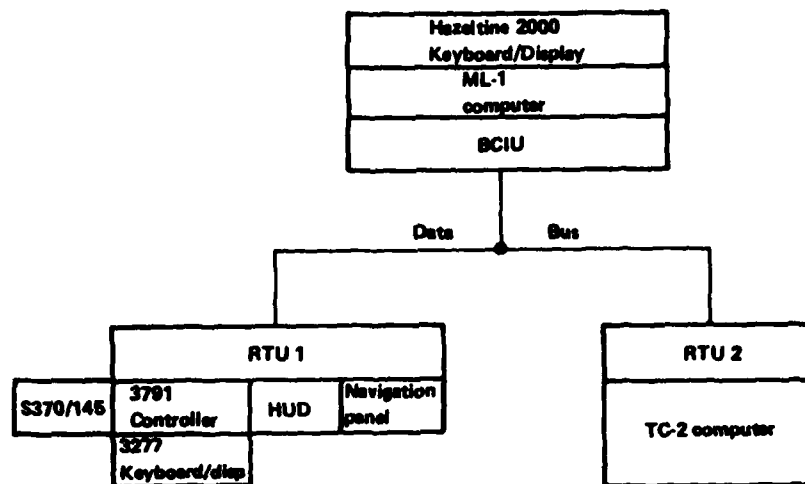 Hazeltine 2000
Keyboard/Display
ML-1
computer
BCIU
Data Bus
RTU 1
RTU 2
S370/145
3791
Controller
HUD
Navigation
panel
TC-2 computer
3277
Keyboard/disp